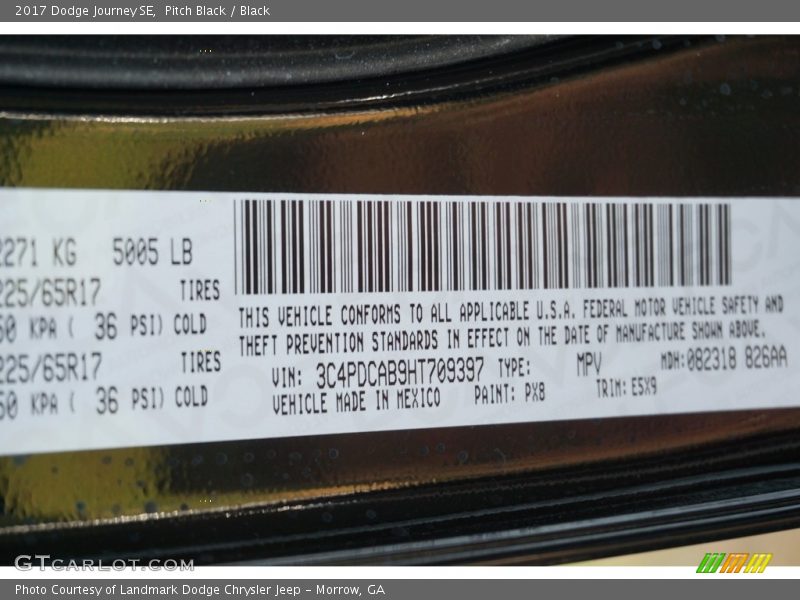 2017 Dodge Journey SE, Pitch Black / Black
2271 KG 5005 LB
225/65R17 TIRES
KPA ( 36 PSI) COLD
225/65R17 TIRES
KPA ( 36 PSI) COLD
THIS VEHICLE CONFORMS TO ALL APPLICABLE U.S.A. FEDERAL MOTOR VEHICLE SAFETY AND
THEFT PREVENTION STANDARDS IN EFFECT ON THE DATE OF MANUFACTURE SHOWN ABOVE.
VIN: 3C4PDCAB9HT709397 TYPE: MPV MDH:082318 826AA
VEHICLE MADE IN MEXICO PAINT: PX8 TRIM: E5X9
GTCARLOT.COM
Photo Courtesy of Landmark Dodge Chrysler Jeep – Morrow, GA